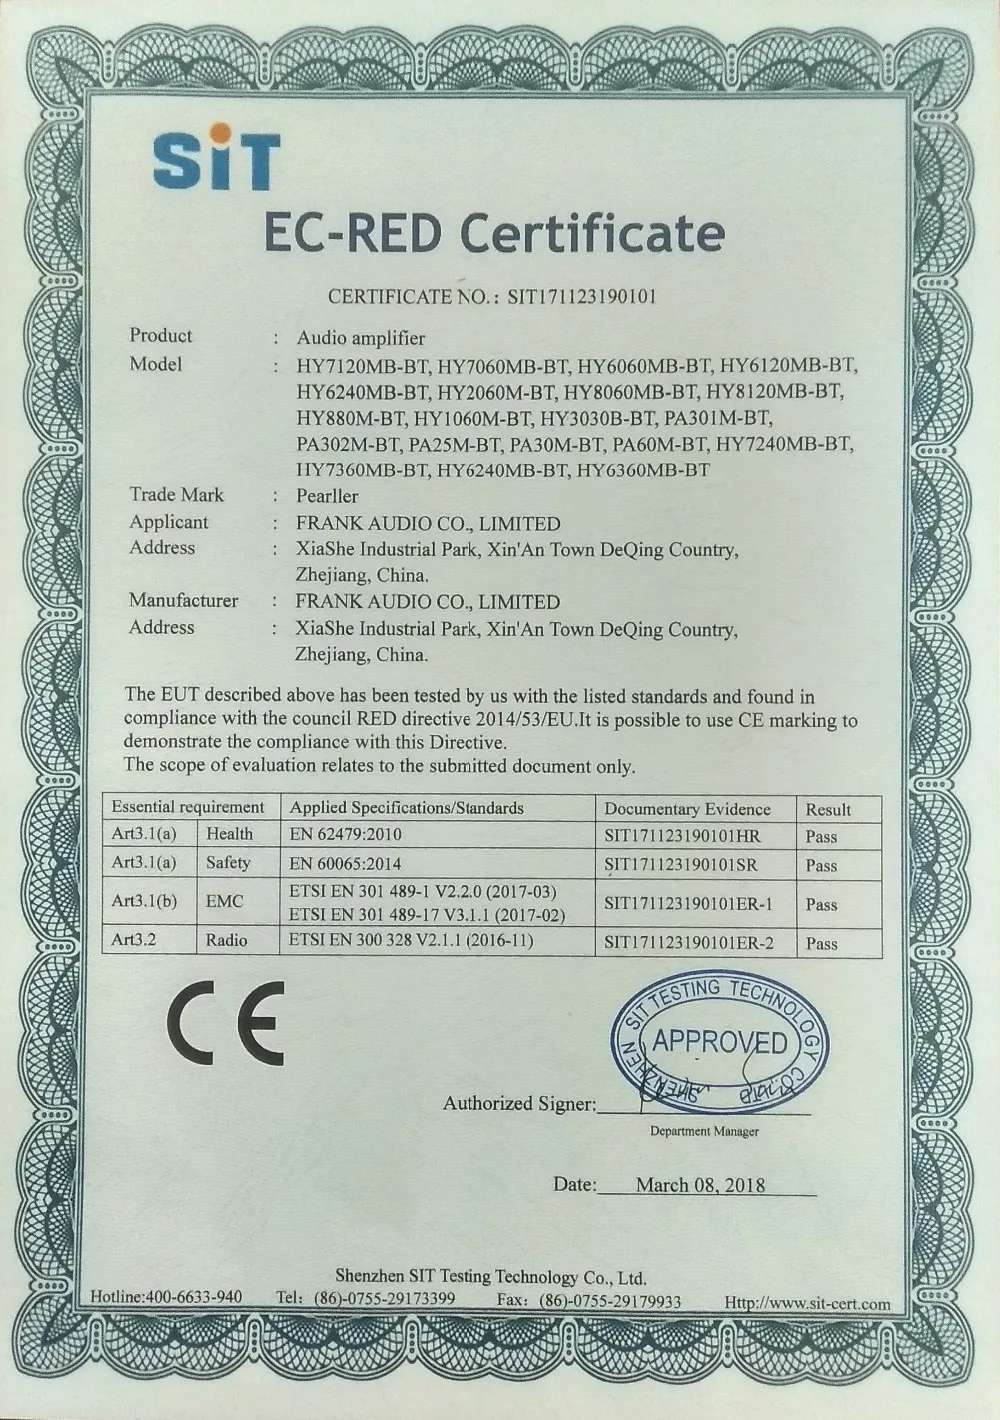 SiT
EC-RED Certificate
CERTIFICATE NO.: SIT171123190101
Product : Audio amplifier
Model : HY7120MB-BT, HY7060MB-BT, HY6060MB-BT, HY6120MB-BT,
HY6240MB-BT, HY2060M-BT, HY8060MB-BT, HY8120MB-BT,
HY880M-BT, HY1060M-BT, HY3030B-BT, PA301M-BT,
PA302M-BT, PA25M-BT, PA30M-BT, PA60M-BT, HY7240MB-BT,
HY7360MB-BT, HY6240MB-BT, HY6360MB-BT
Trade Mark : Pearller
Applicant : FRANK AUDIO CO., LIMITED
Address : XiaShe Industrial Park, Xin'An Town DeQing Country,
Zhejiang, China.
Manufacturer : FRANK AUDIO CO., LIMITED
Address : XiaShe Industrial Park, Xin'An Town DeQing Country,
Zhejiang, China.
The EUT described above has been tested by us with the listed standards and found in
compliance with the council RED directive 2014/53/EU.It is possible to use CE marking to
demonstrate the compliance with this Directive.
The scope of evaluation relates to the submitted document only.
Essential requirement Applied Specifications/Standards Documentary Evidence Result
Art3.1(a) Health EN 62479:2010 SIT171123190101HR Pass
Art3.1(a) Safety EN 60065:2014 SIT171123190101SR Pass
Art3.1(b) EMC ETSI EN 301 489-1 V2.2.0 (2017-03)
ETSI EN 301 489-17 V3.1.1 (2017-02) SIT171123190101ER-1 Pass
Art3.2 Radio ETSI EN 300 328 V2.1.1 (2016-11) SIT171123190101ER-2 Pass
CE
SHENZHEN SIT TESTING TECHNOLOGY CO., LTD
APPROVED
Authorized Signer:
Department Manager
Date: March 08, 2018
Shenzhen SIT Testing Technology Co., Ltd.
Hotline:400-6633-940 Tel: (86)-0755-29173399 Fax: (86)-0755-29179933 Http://www.sit-cert.com